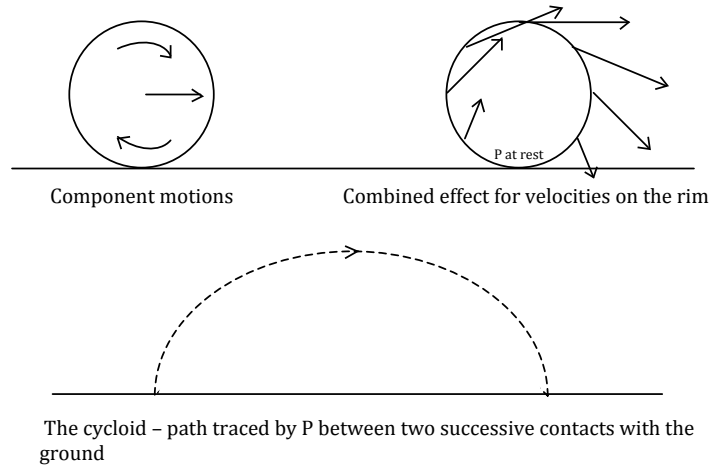 P at rest
Component motions
Combined effect for velocities on the rim
The cycloid – path traced by P between two successive contacts with the
ground